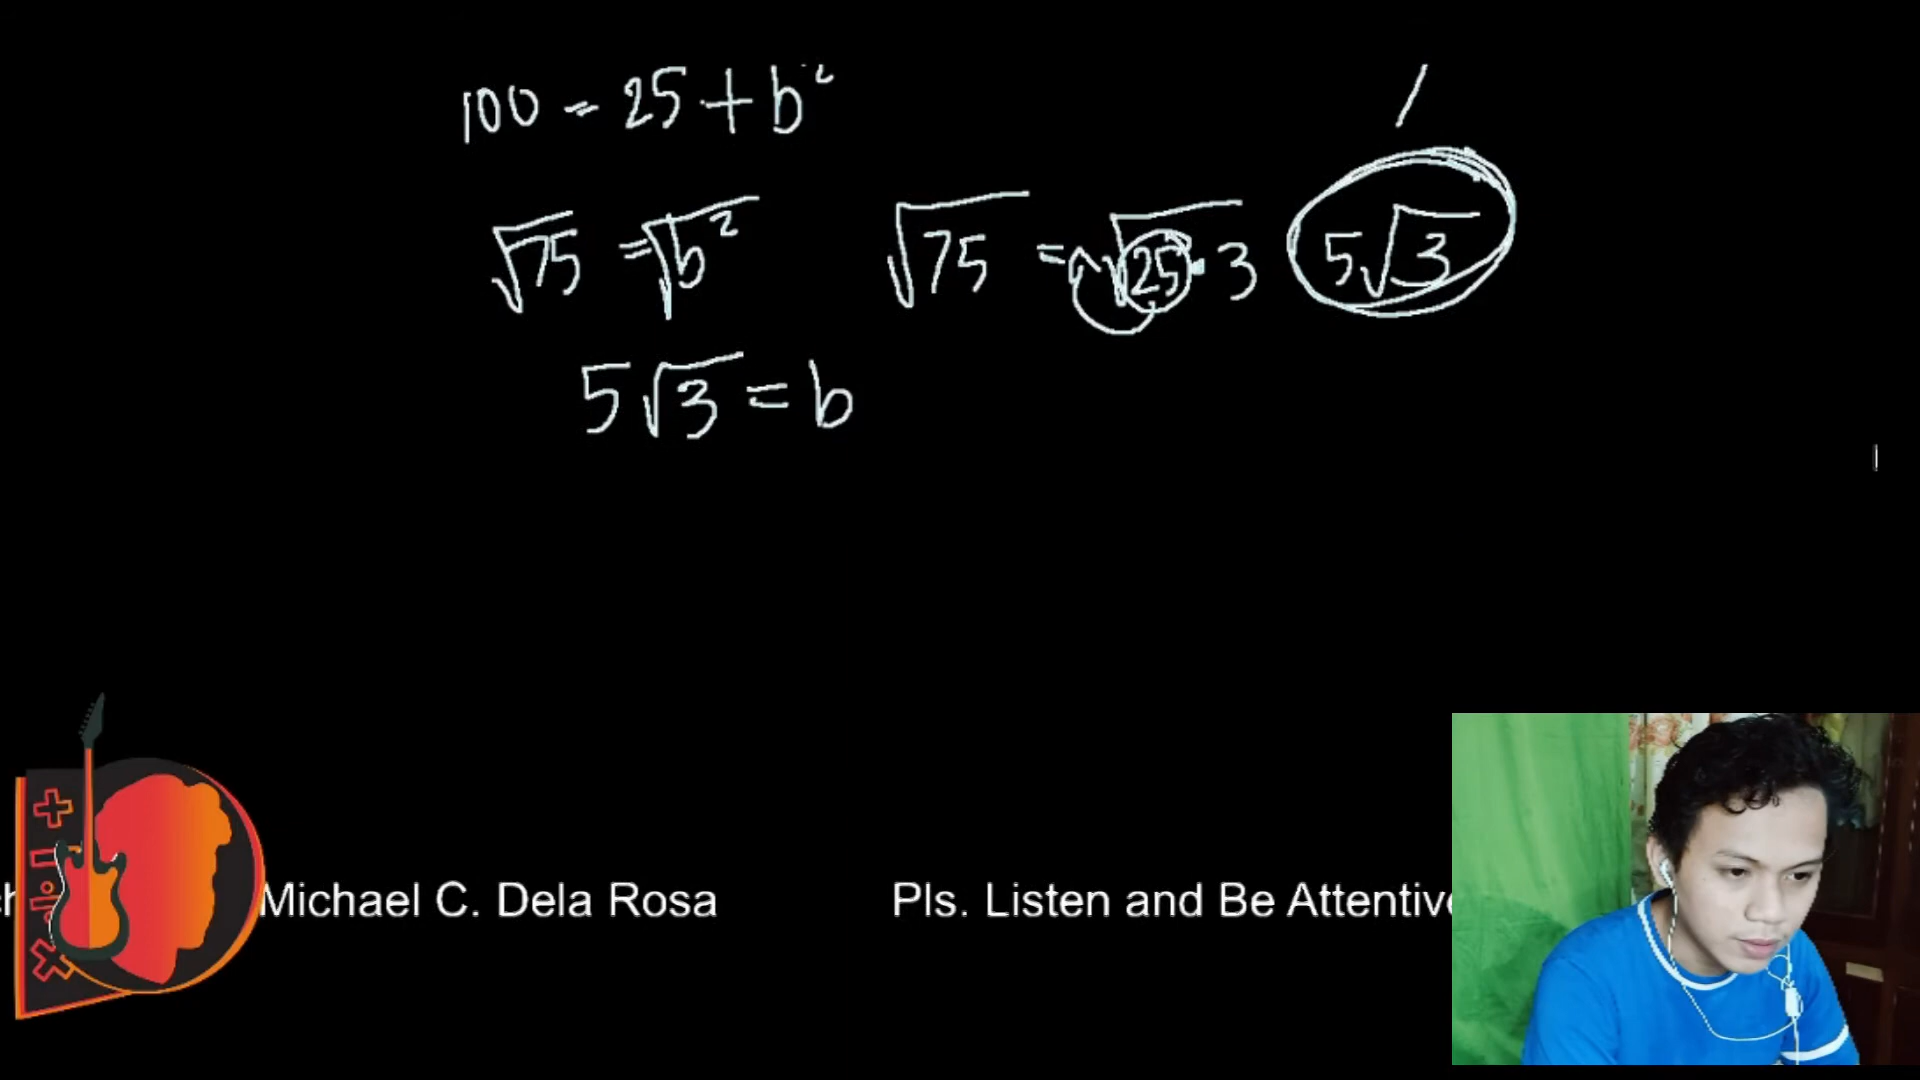 100 = 25 + b²
√75 = √b² √75 = √25·3 5√3
5√3 = b
Michael C. Dela Rosa Pls. Listen and Be Attentive